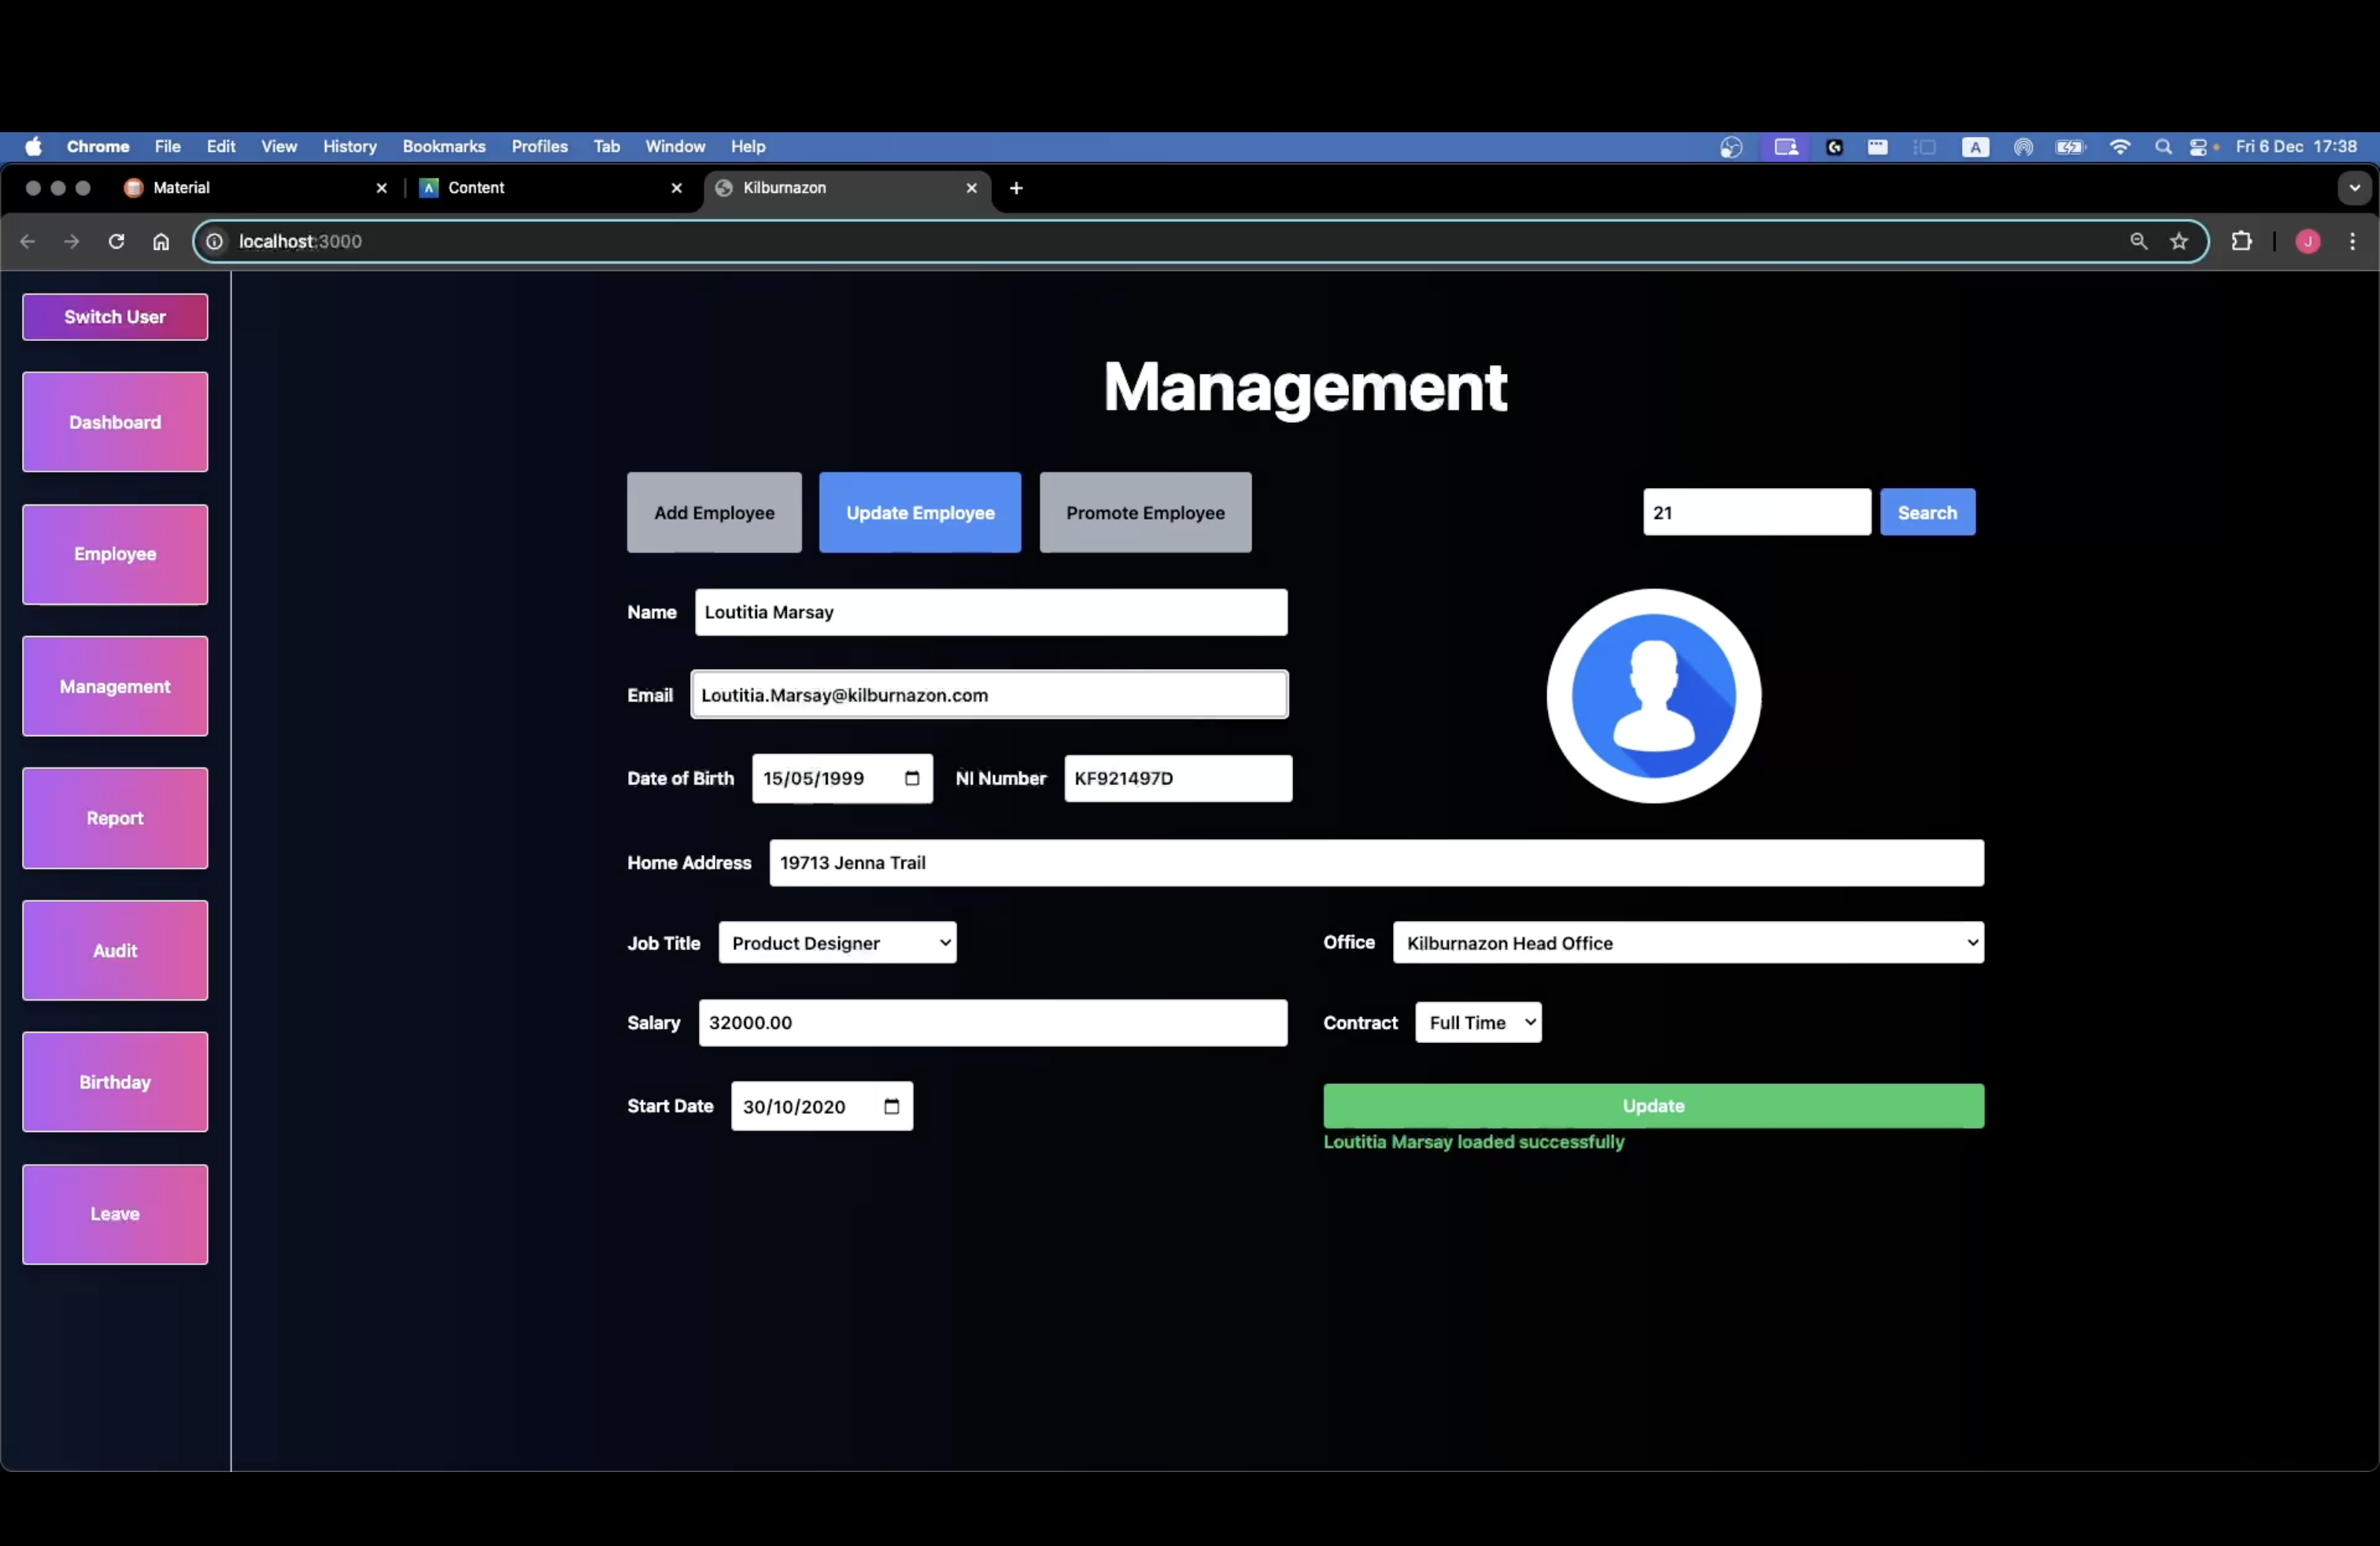 Chrome File Edit View History Bookmarks Profiles Tab Window Help A Fri 6 Dec 17:38
Material Content Kilburnazon
localhost:3000 J
Switch User
Dashboard
Employee
Management
Report
Audit
Birthday
Leave
Management
Add Employee Update Employee Promote Employee 21 Search
Name Loutitia Marsay
Email Loutitia.Marsay@kilburnazon.com
Date of Birth 15/05/1999 NI Number KF921497D
Home Address 19713 Jenna Trail
Job Title Product Designer Office Kilburnazon Head Office
Salary 32000.00 Contract Full Time
Start Date 30/10/2020 Update
Loutitia Marsay loaded successfully